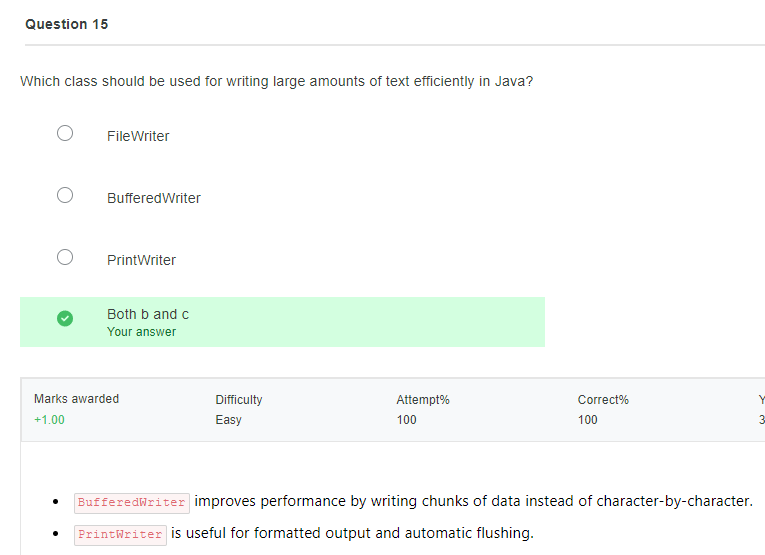 Question 15
Which class should be used for writing large amounts of text efficiently in Java?
FileWriter
BufferedWriter
PrintWriter
Both b and c
Your answer
Marks awarded Difficulty Attempt% Correct% Y
+1.00 Easy 100 100 3
BufferedWriter improves performance by writing chunks of data instead of character-by-character.
PrintWriter is useful for formatted output and automatic flushing.